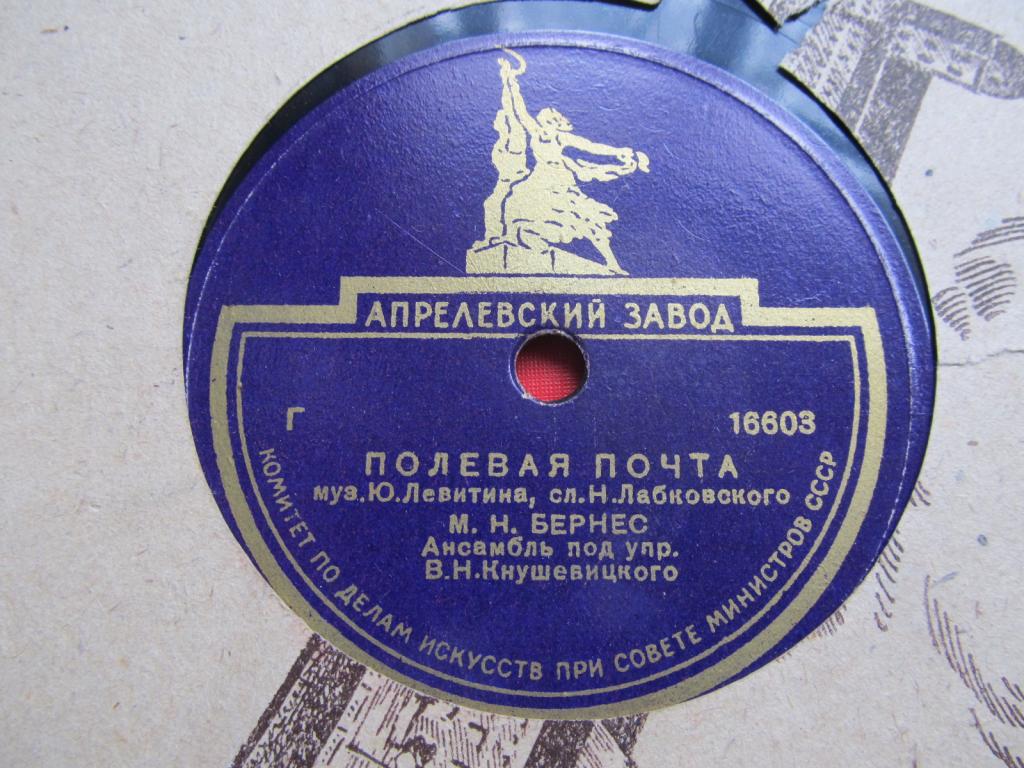 АПРЕЛЕВСКИЙ ЗАВОД
Г 16603
ПОЛЕВАЯ ПОЧТА
муз.Ю.Левитина, сл.Н.Лабковского
М. Н. БЕРНЕС
Ансамбль под упр.
В.Н.Кнушевицкого
КОМИТЕТ ПО ДЕЛАМ ИСКУССТВ ПРИ СОВЕТЕ МИНИСТРОВ СССР